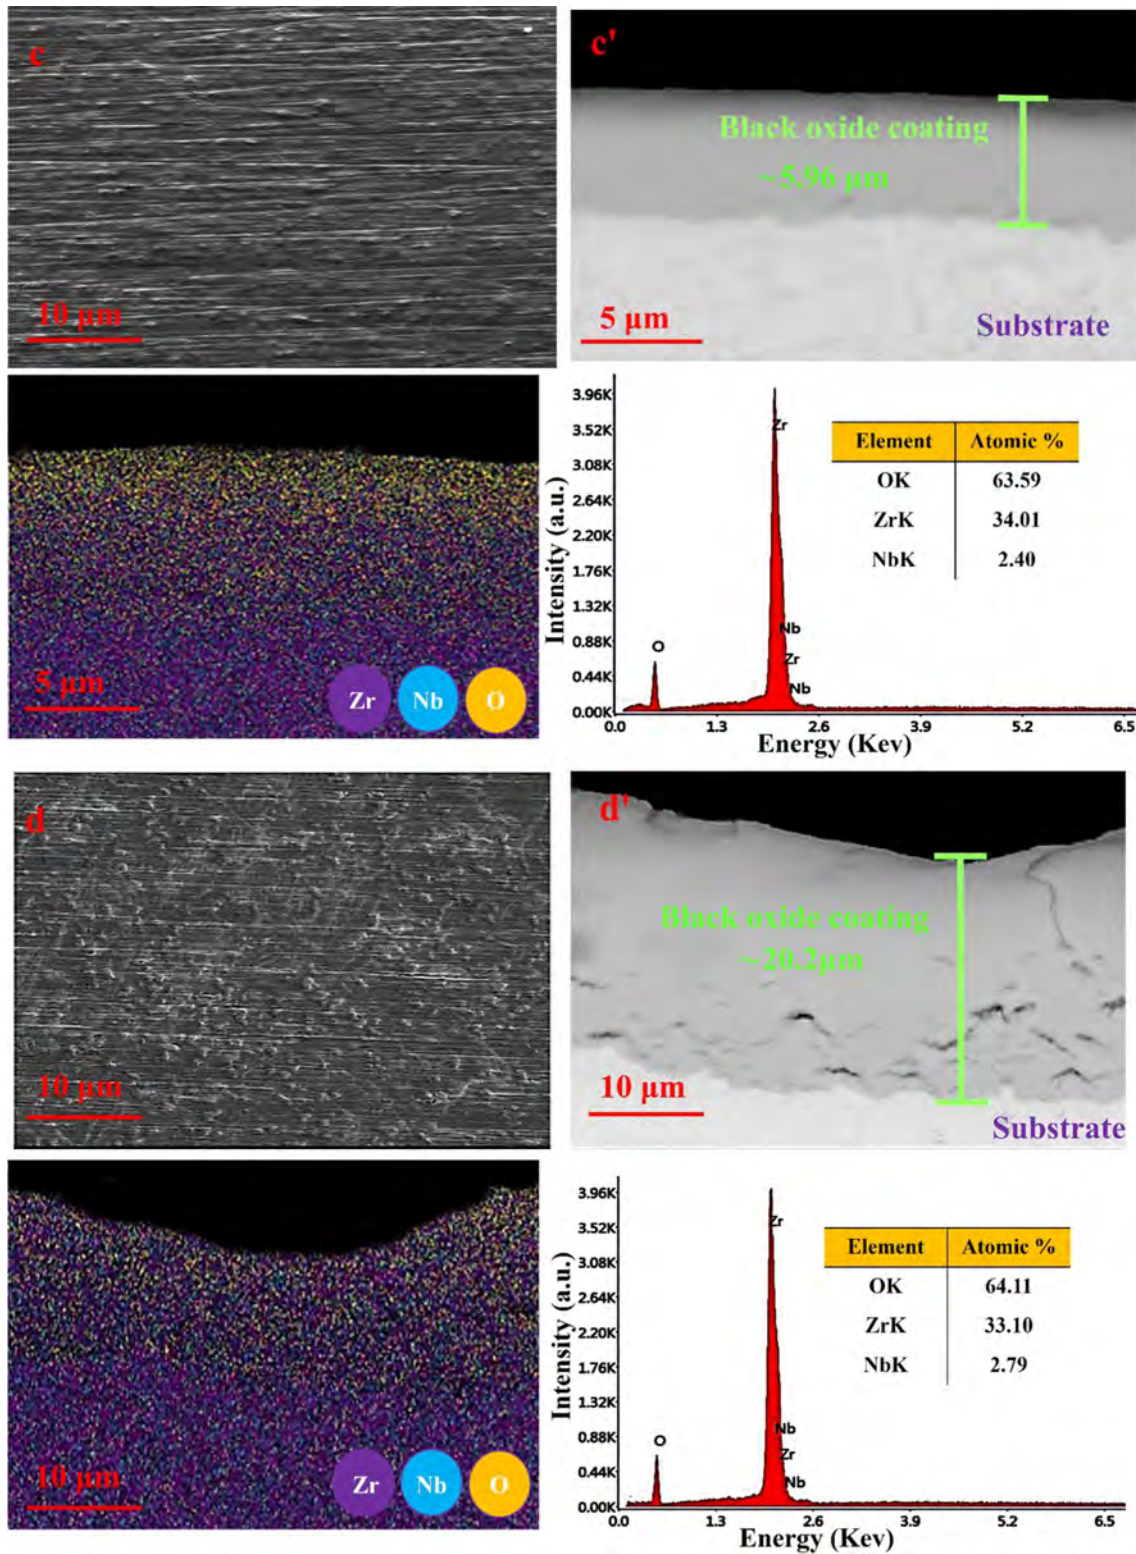 c
10 μm
c'
Black oxide coating
~5.96 μm
5 μm
Substrate
5 μm
Zr Nb O
Intensity (a.u.)
3.96K
3.52K
3.08K
2.64K
2.20K
1.76K
1.32K
0.88K
0.44K
0.00K
Zr
Nb
Zr
Nb
O
0.0 1.3 2.6 3.9 5.2 6.5
Energy (Kev)
Element Atomic %
OK 63.59
ZrK 34.01
NbK 2.40
d
10 μm
d'
Black oxide coating
~20.2μm
10 μm
Substrate
10 μm
Zr Nb O
Intensity (a.u.)
3.96K
3.52K
3.08K
2.64K
2.20K
1.76K
1.32K
0.88K
0.44K
0.00K
Zr
Nb
Zr
Nb
O
0.0 1.3 2.6 3.9 5.2 6.5
Energy (Kev)
Element Atomic %
OK 64.11
ZrK 33.10
NbK 2.79